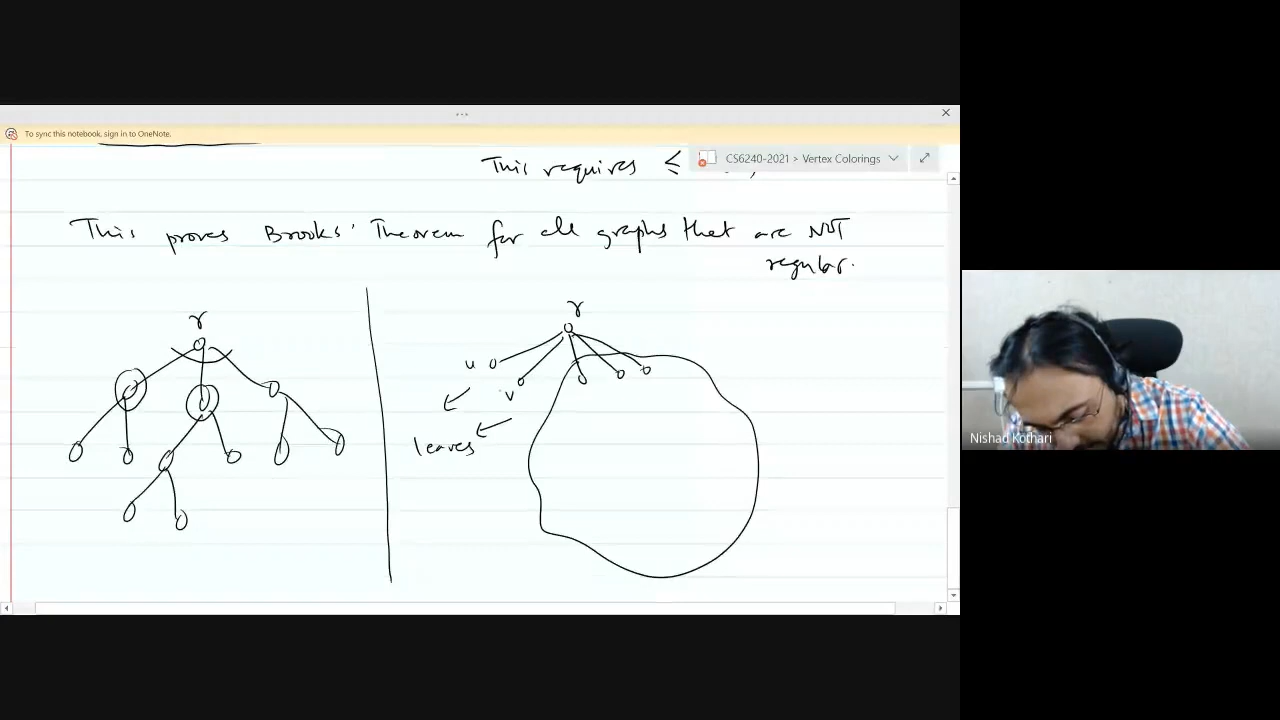 To sync this notebook, sign in to OneNote.
CS6240-2021 > Vertex Colorings
This requires ≤
This proves Brooks' Theorem for all graphs that are NOT
regular.
r
r
u
v
leaves
Nishad Kothari